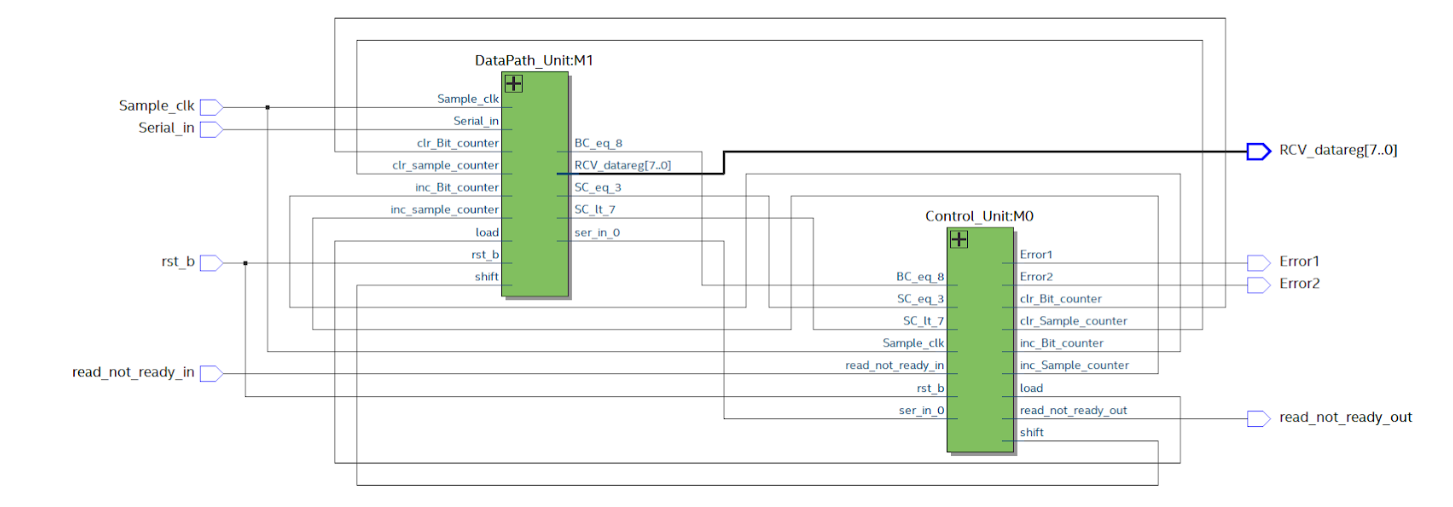 DataPath_Unit:M1
Sample_clk
Serial_in
rst_b
read_not_ready_in
Sample_clk
Serial_in
clr_Bit_counter
clr_sample_counter
inc_Bit_counter
inc_sample_counter
load
rst_b
shift
BC_eq_8
RCV_datareg[7..0]
SC_eq_3
SC_lt_7
ser_in_0
Control_Unit:M0
BC_eq_8
SC_eq_3
SC_lt_7
Sample_clk
read_not_ready_in
rst_b
ser_in_0
Error1
Error2
clr_Bit_counter
clr_Sample_counter
inc_Bit_counter
inc_Sample_counter
load
read_not_ready_out
shift
RCV_datareg[7..0]
Error1
Error2
read_not_ready_out